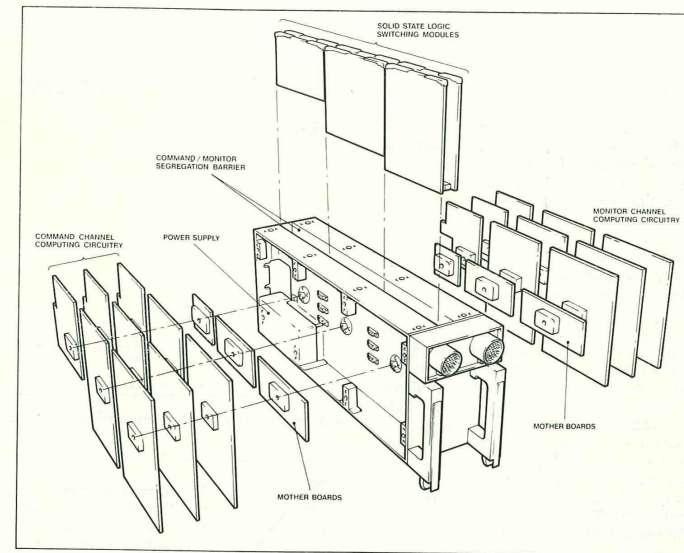 SOLID STATE LOGIC
SWITCHING MODULES
COMMAND / MONITOR
SEGREGATION BARRIER
MONITOR CHANNEL
COMPUTING CIRCUITRY
COMMAND CHANNEL
COMPUTING CIRCUITRY
POWER SUPPLY
MOTHER BOARDS
MOTHER BOARDS